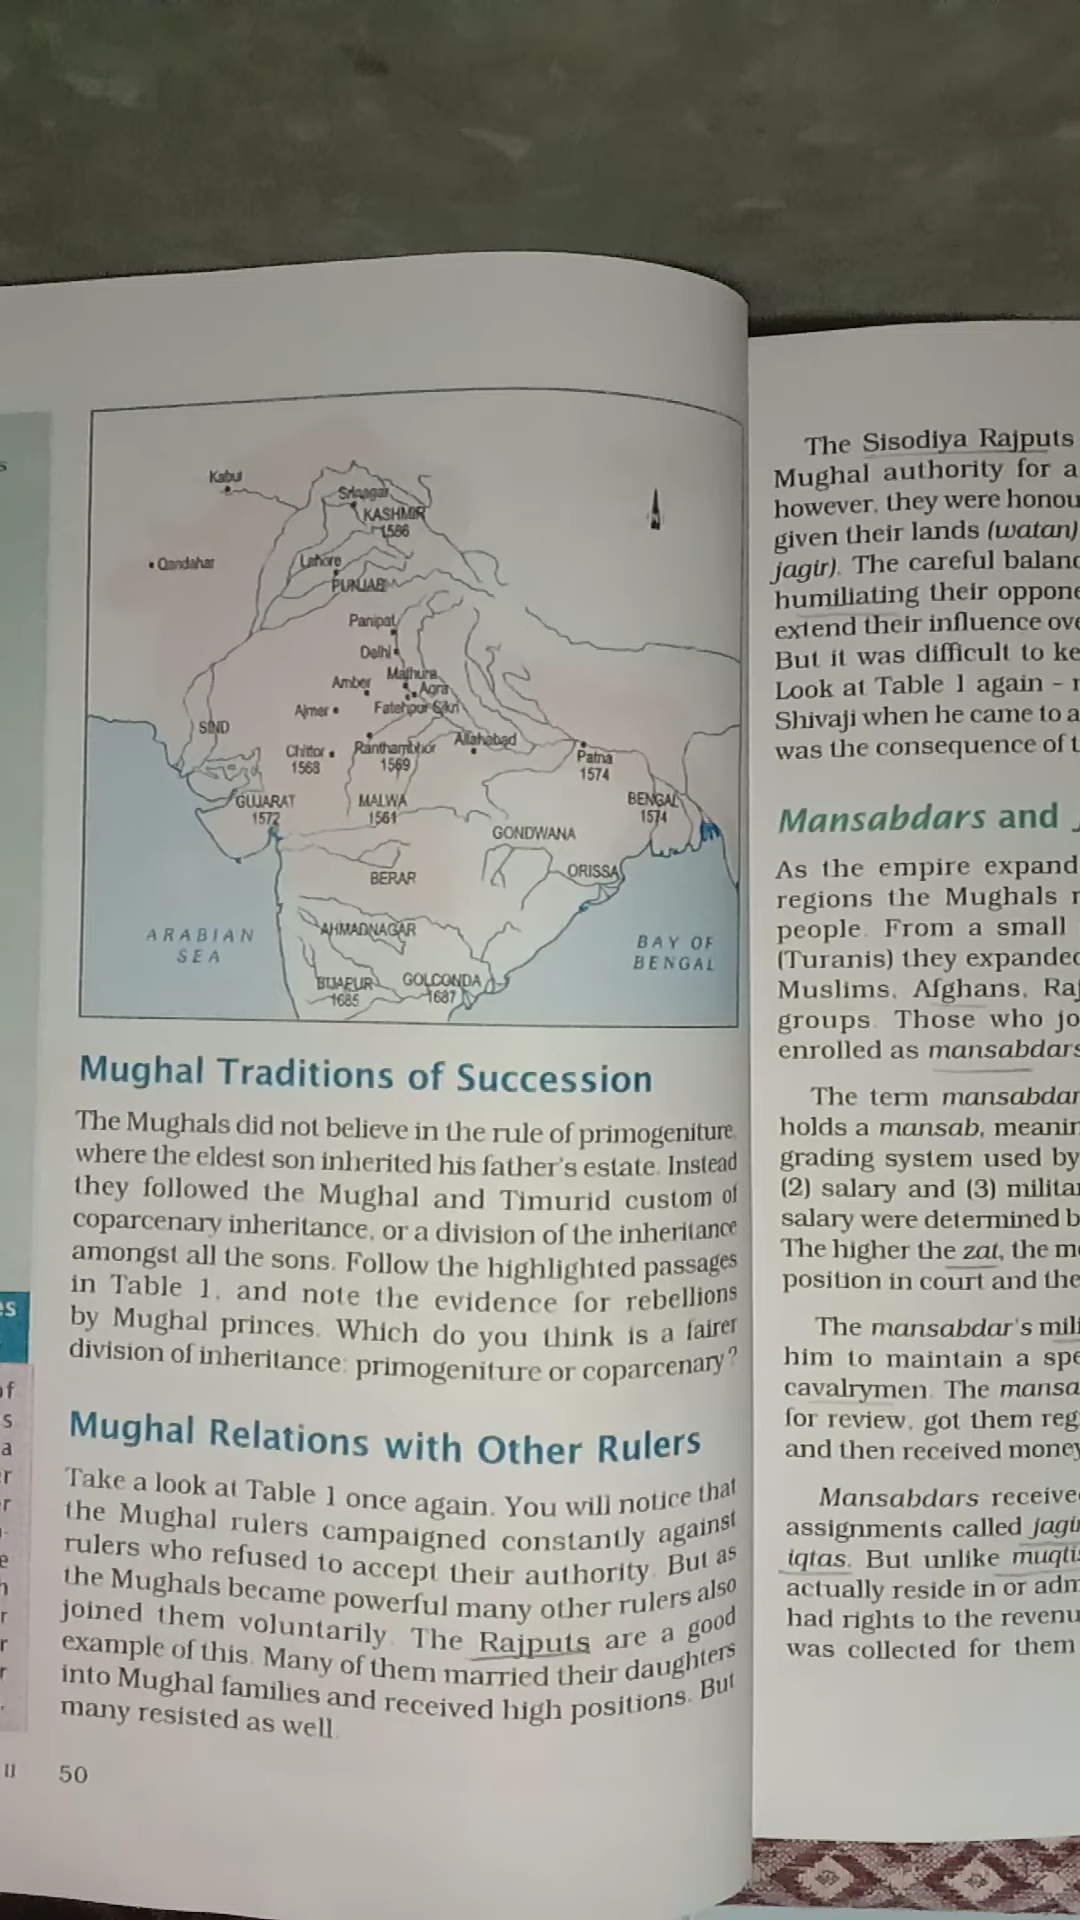 Kabul
Srinagar
KASHMIR
1586
Qandahar
Lahore
PUNJAB
Panipat
Delhi
Mathura
Amber
Agra
Ajmer
Fatehpur Sikri
SIND
Chittor
1568
Ranthambhor
1569
Allahabad
Patna
1574
GUJARAT
1572
MALWA
1561
BENGAL
1574
GONDWANA
BERAR
ORISSA
AHMADNAGAR
ARABIAN
SEA
BAY OF
BENGAL
BIJAPUR
1685
GOLCONDA
1687
Mughal Traditions of Succession
The Mughals did not believe in the rule of primogeniture,
where the eldest son inherited his father's estate. Instead
they followed the Mughal and Timurid custom of
coparcenary inheritance, or a division of the inheritance
amongst all the sons. Follow the highlighted passages
in Table 1, and note the evidence for rebellions
by Mughal princes. Which do you think is a fairer
division of inheritance: primogeniture or coparcenary?
Mughal Relations with Other Rulers
Take a look at Table 1 once again. You will notice that
the Mughal rulers campaigned constantly against
rulers who refused to accept their authority. But as
the Mughals became powerful many other rulers also
joined them voluntarily. The Rajputs are a good
example of this. Many of them married their daughters
into Mughal families and received high positions. But
many resisted as well.
50
The Sisodiya Rajputs
Mughal authority for a
however, they were honou
given their lands (watan)
jagir). The careful balanc
humiliating their oppone
extend their influence ove
But it was difficult to ke
Look at Table 1 again – 
Shivaji when he came to a
was the consequence of t
Mansabdars and
As the empire expand
regions the Mughals r
people. From a small
(Turanis) they expanded
Muslims, Afghans, Raj
groups. Those who jo
enrolled as mansabdars
The term mansabdar
holds a mansab, meanin
grading system used by
(2) salary and (3) milita
salary were determined b
The higher the zat, the m
position in court and the
The mansabdar's mili
him to maintain a spe
cavalrymen. The mansa
for review, got them reg
and then received money
Mansabdars receive
assignments called jagi
iqtas. But unlike muqti
actually reside in or adm
had rights to the revenu
was collected for them